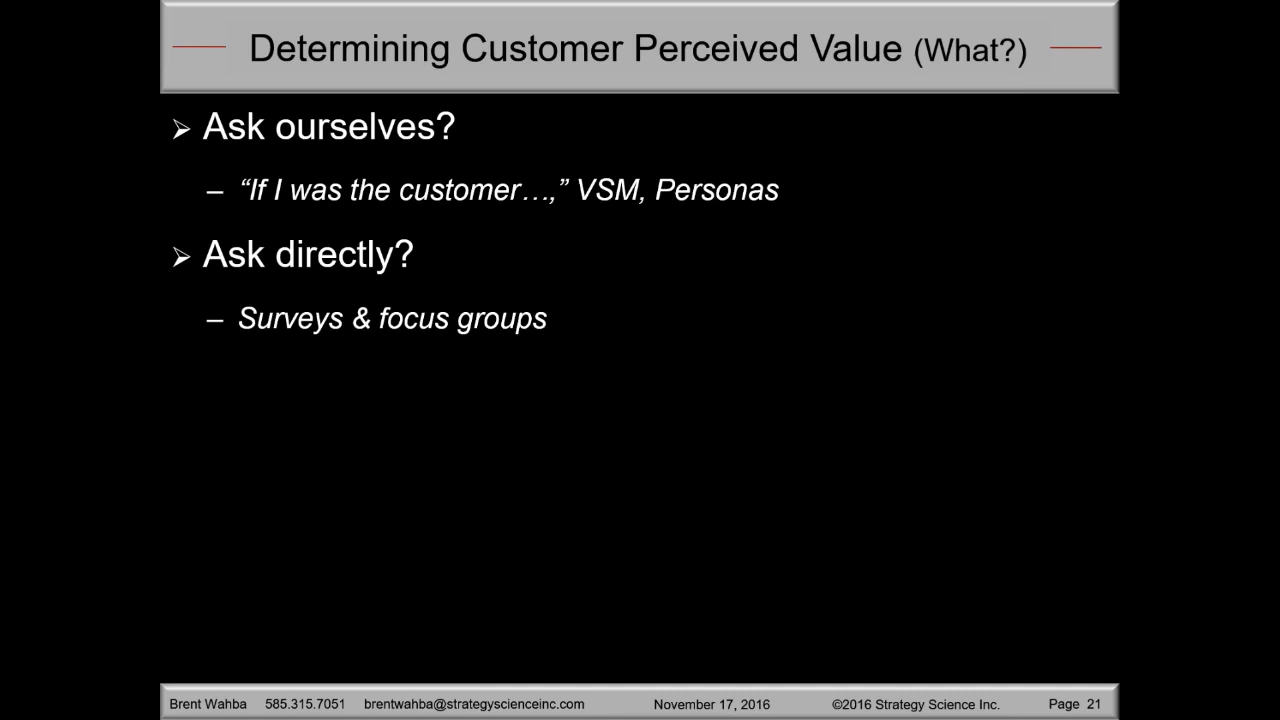 Determining Customer Perceived Value (What?)
➢ Ask ourselves?
– “If I was the customer…,” VSM, Personas
➢ Ask directly?
– Surveys & focus groups
Brent Wahba 585.315.7051 brentwahba@strategyscienceinc.com November 17, 2016 ©2016 Strategy Science Inc. Page 21